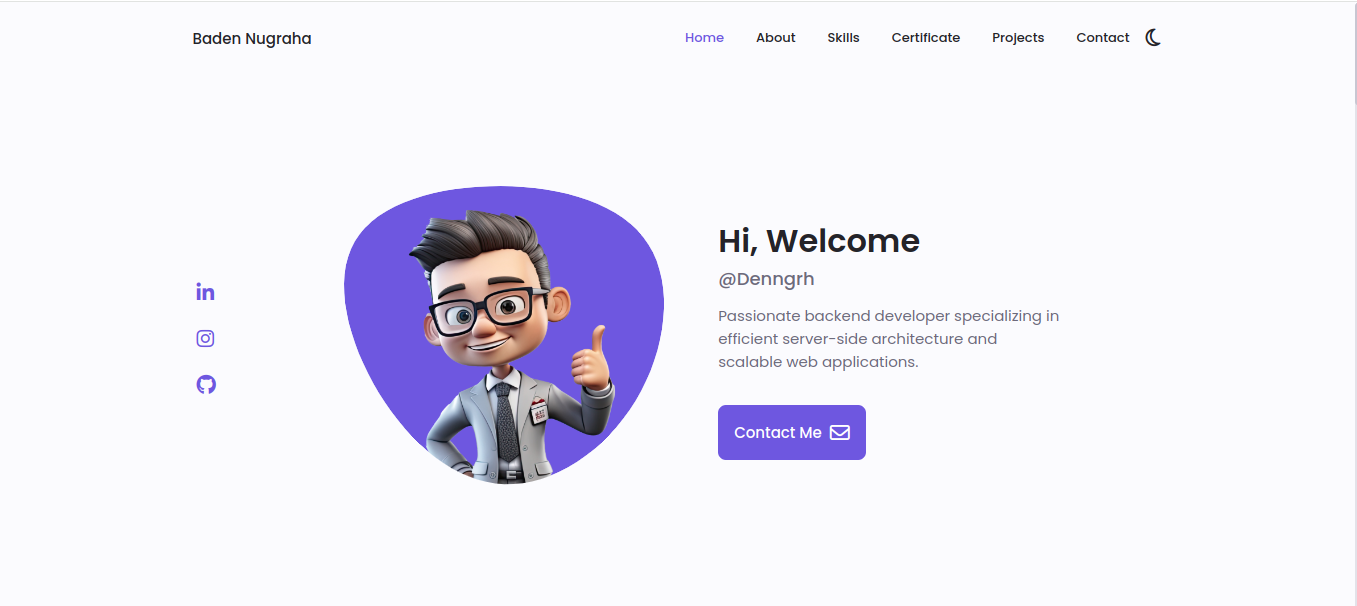 Baden Nugraha
Home About Skills Certificate Projects Contact
in
Hi, Welcome
@Denngrh
Passionate backend developer specializing in
efficient server-side architecture and
scalable web applications.
Contact Me